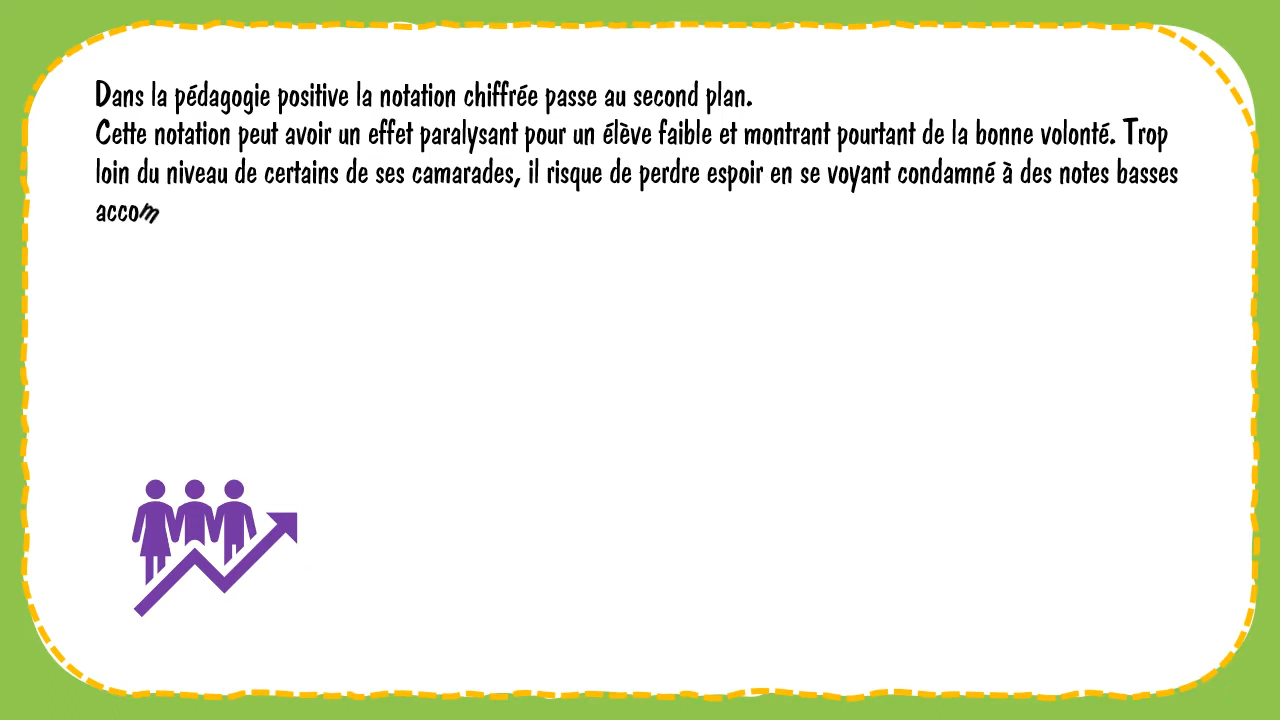 Dans la pédagogie positive la notation chiffrée passe au second plan.
Cette notation peut avoir un effet paralysant pour un élève faible et montrant pourtant de la bonne volonté. Trop
loin du niveau de certains de ses camarades, il risque de perdre espoir en se voyant condamné à des notes basses
accom